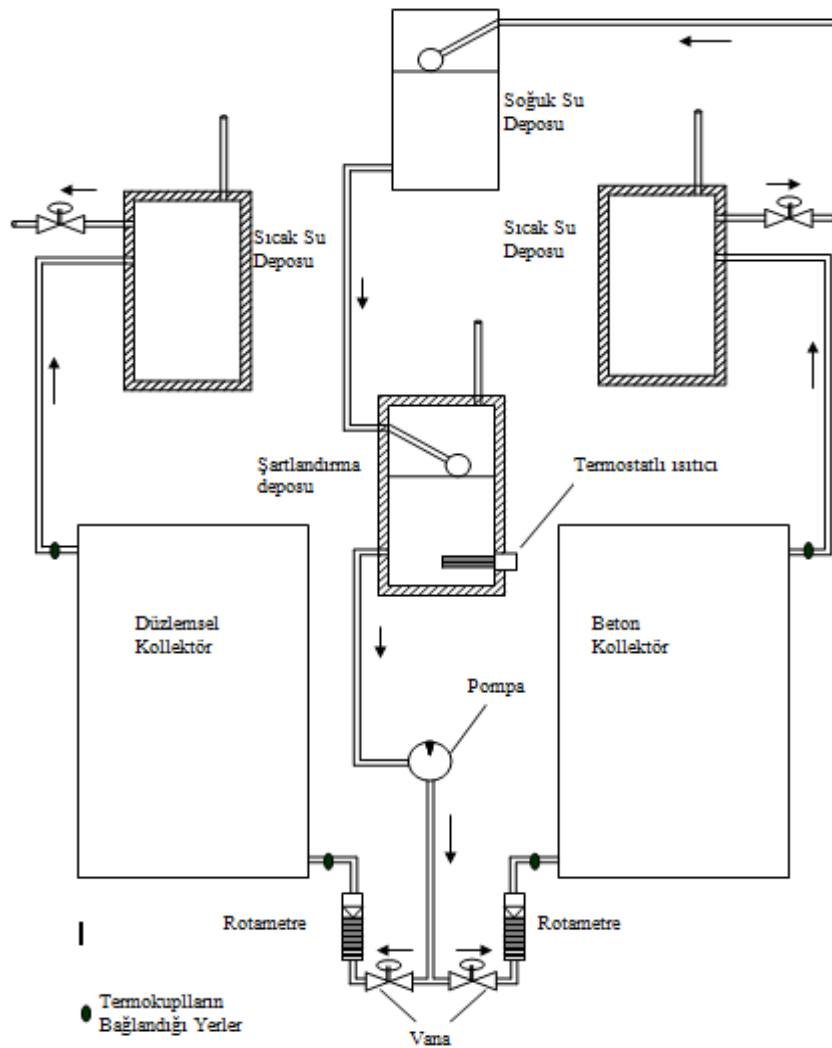 Soğuk Su
Deposu
Sıcak Su
Deposu
Sıcak Su
Deposu
Şartlandırma
deposu
Termostatlı ısıtıcı
Düzlemsel
Kollektör
Beton
Kollektör
Pompa
Rotametre
Rotametre
Termokuplların
Bağlandığı Yerler
Vana